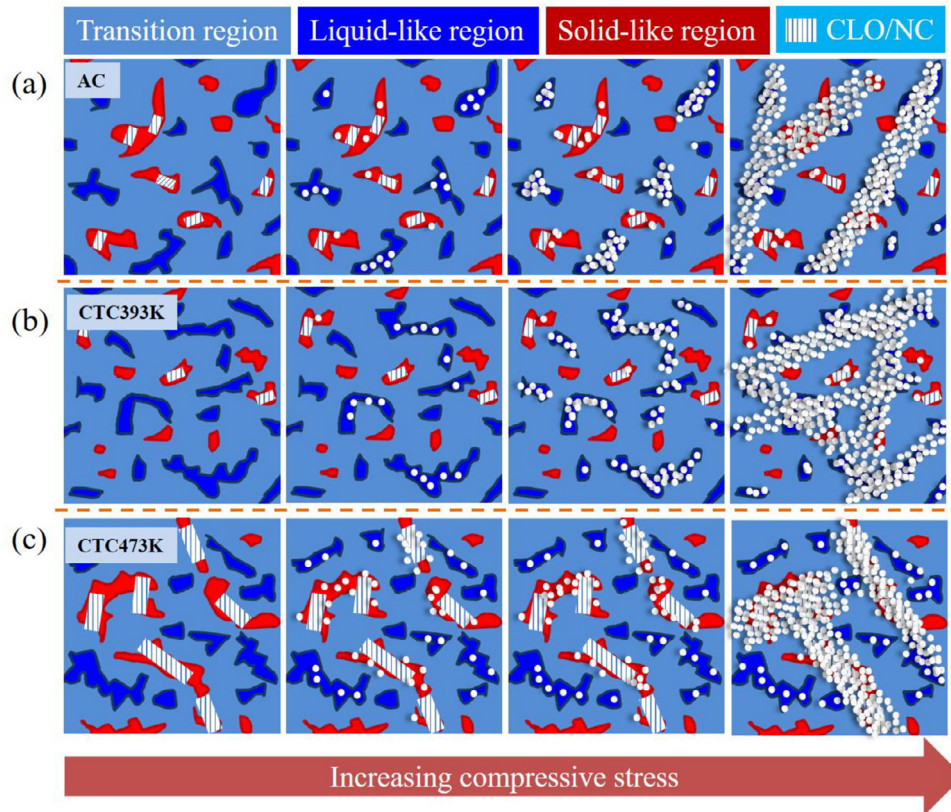 Transition region
Liquid-like region
Solid-like region
CLO/NC
(a)
AC
(b)
CTC393K
(c)
CTC473K
Increasing compressive stress